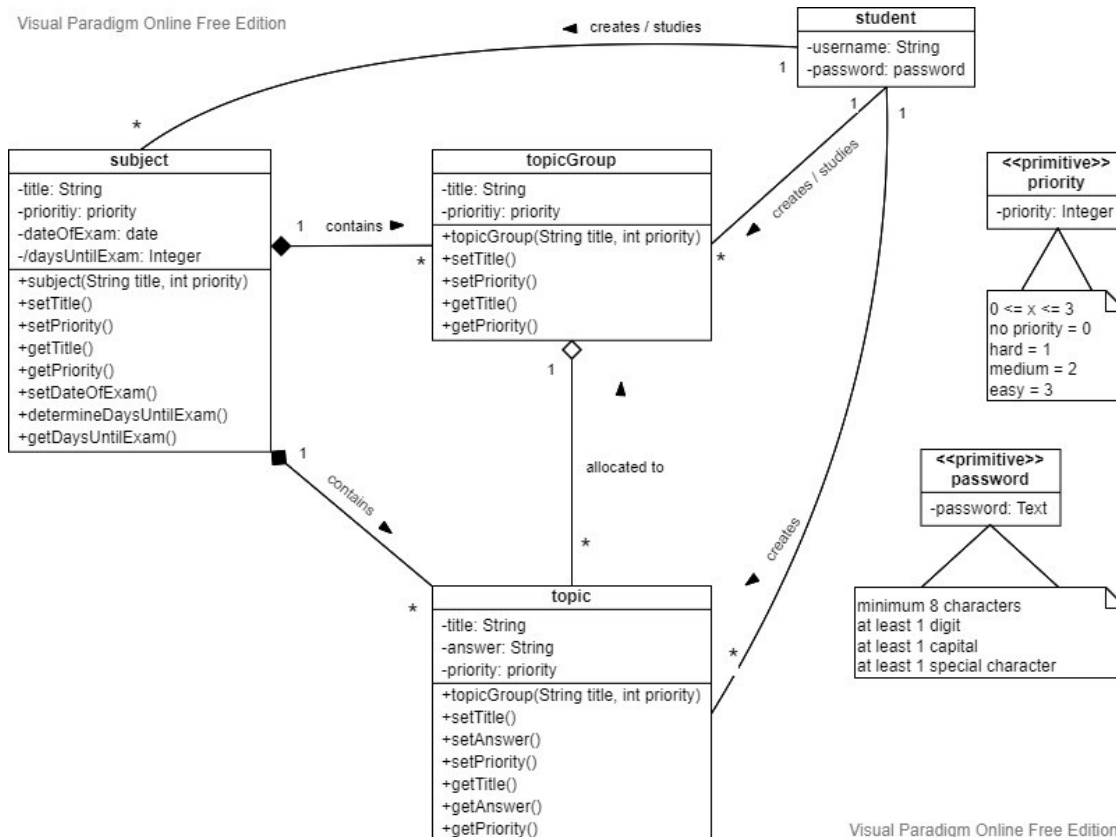 Visual Paradigm Online Free Edition
student
-username: String
-password: password
creates / studies
1
*
1
1
creates / studies
*
creates
*
subject
-title: String
-prioritiy: priority
-dateOfExam: date
-/daysUntilExam: Integer
+subject(String title, int priority)
+setTitle()
+setPriority()
+getTitle()
+getPriority()
+setDateOfExam()
+determineDaysUntilExam()
+getDaysUntilExam()
1
contains
*
topicGroup
-title: String
-prioritiy: priority
+topicGroup(String title, int priority)
+setTitle()
+setPriority()
+getTitle()
+getPriority()
1
allocated to
*
1
contains
*
topic
-title: String
-answer: String
-priority: priority
+topicGroup(String title, int priority)
+setTitle()
+setAnswer()
+setPriority()
+getTitle()
+getAnswer()
+getPriority()
<<primitive>>
priority
-priority: Integer
0 <= x <= 3
no priority = 0
hard = 1
medium = 2
easy = 3
<<primitive>>
password
-password: Text
minimum 8 characters
at least 1 digit
at least 1 capital
at least 1 special character
Visual Paradigm Online Free Edition